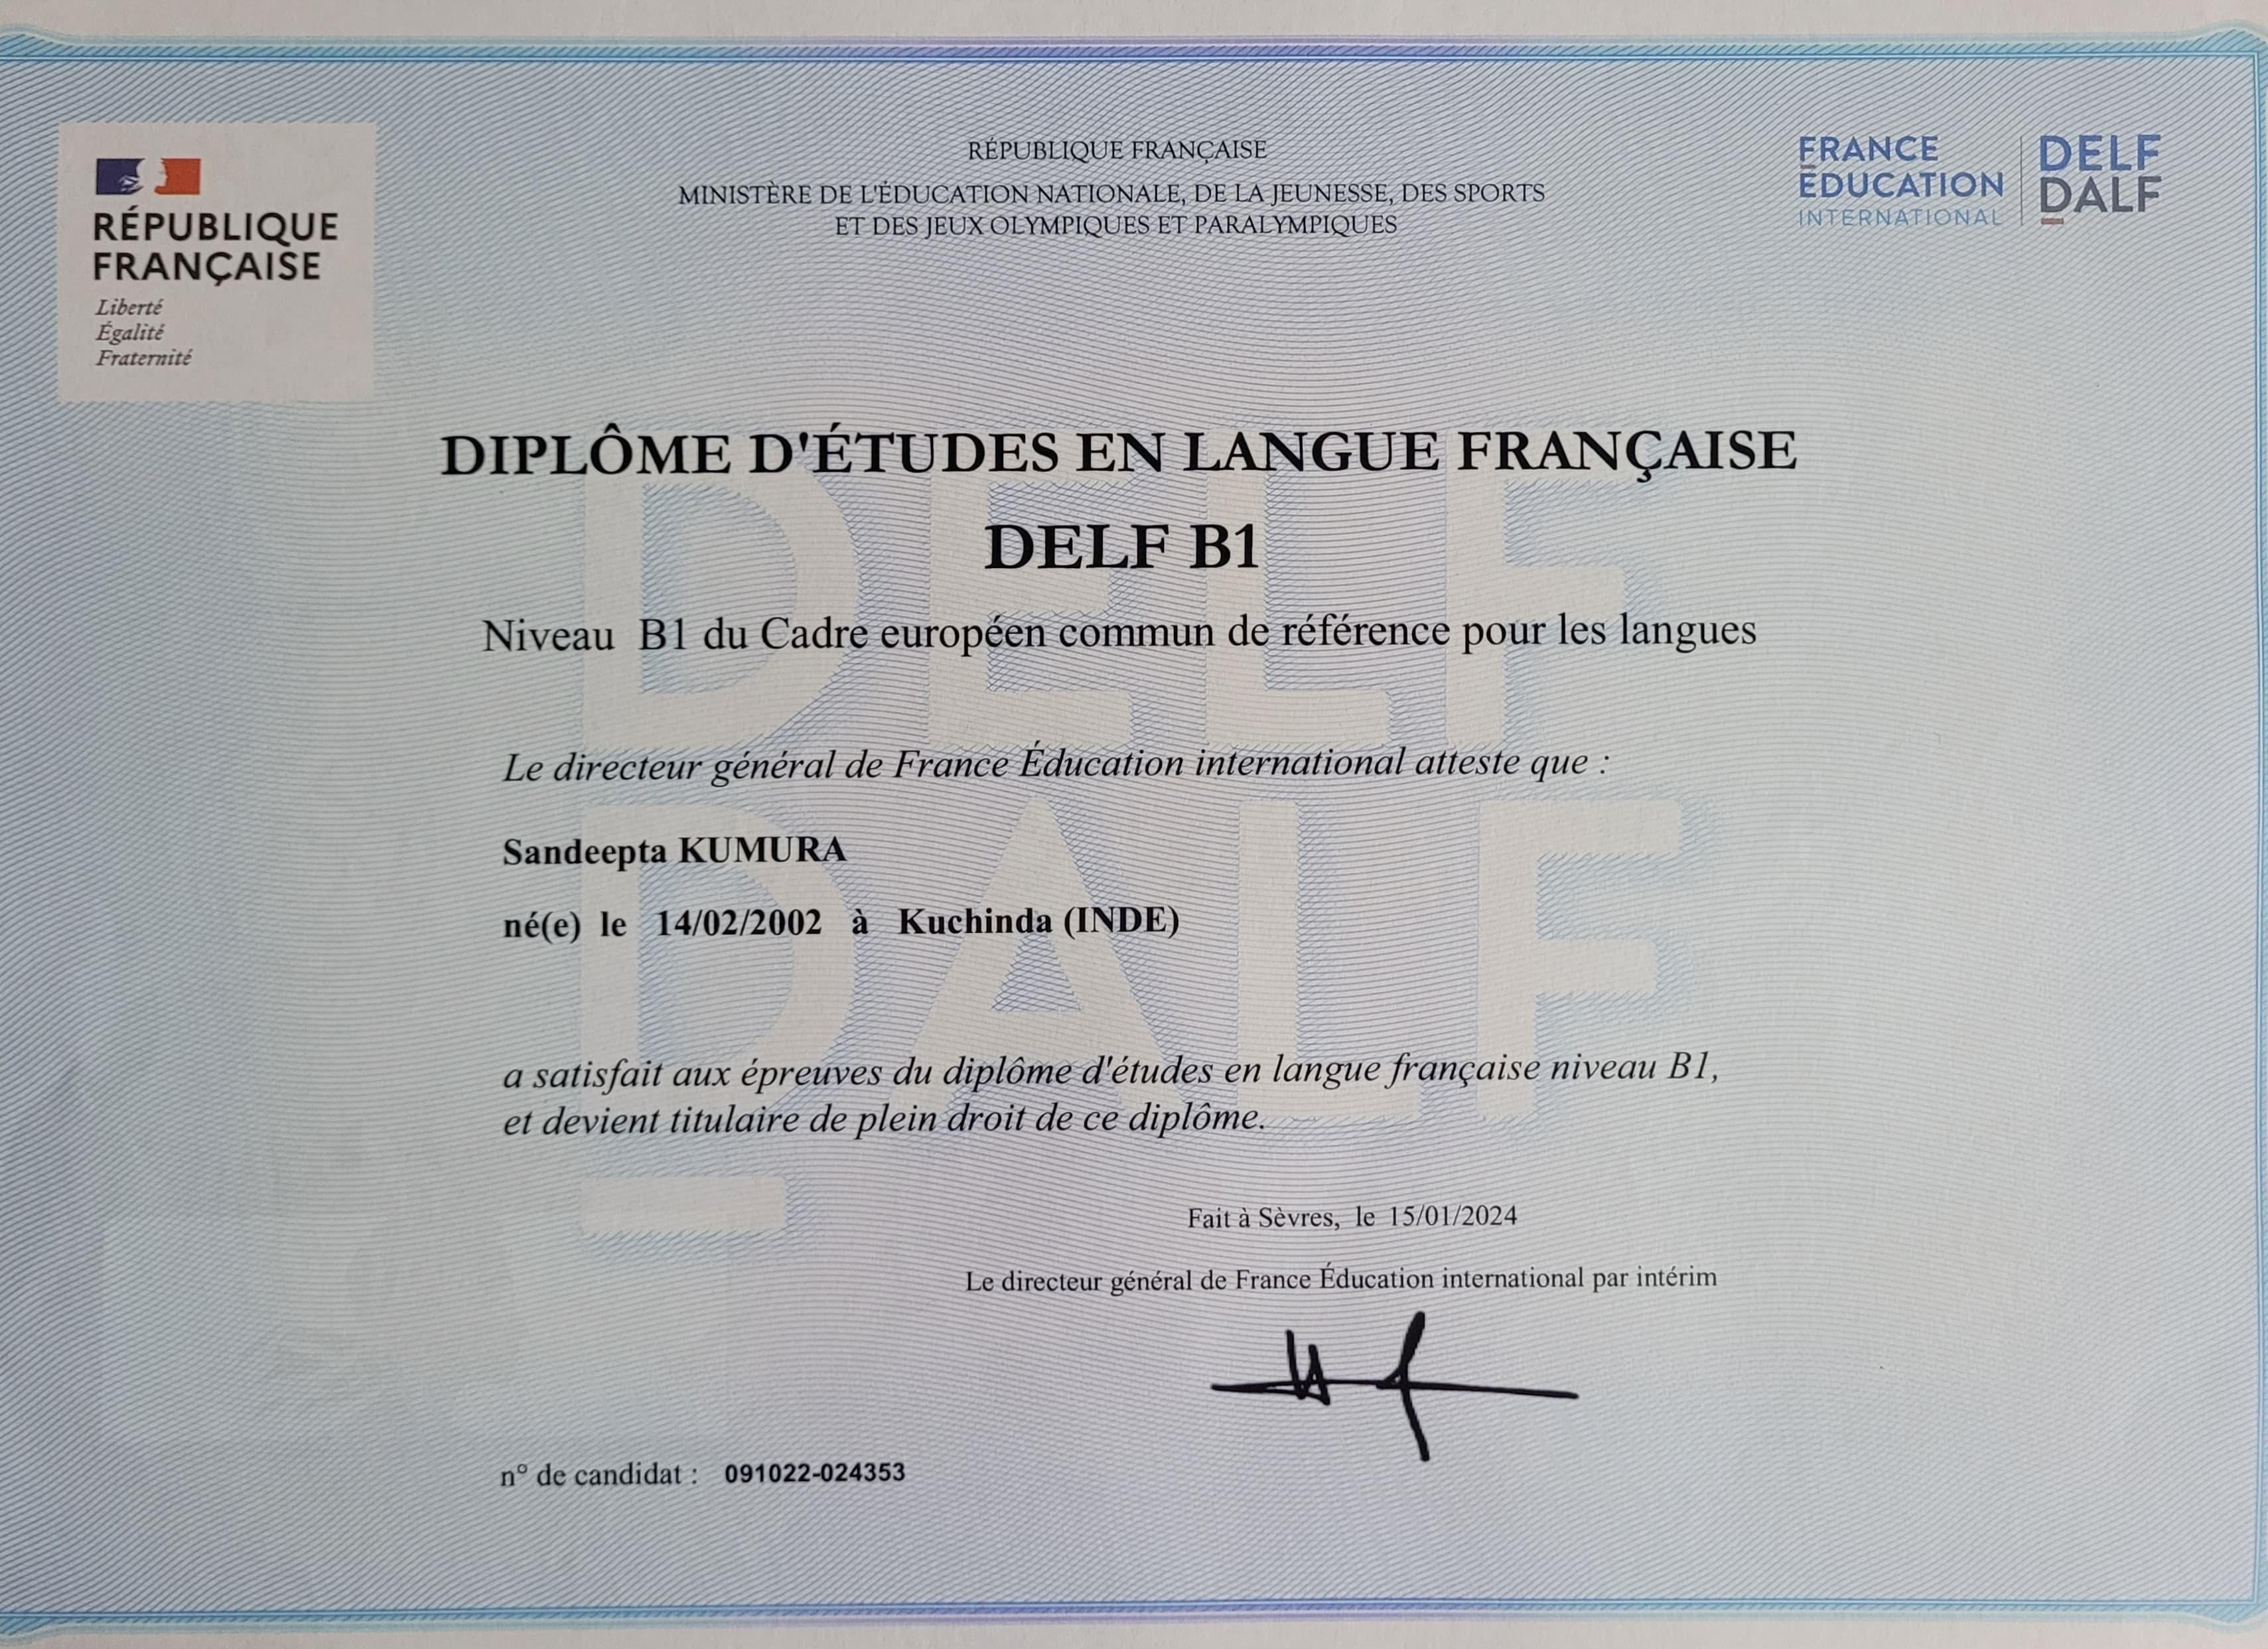 RÉPUBLIQUE
FRANÇAISE
Liberté
Égalité
Fraternité
RÉPUBLIQUE FRANÇAISE
MINISTÈRE DE L'ÉDUCATION NATIONALE, DE LA JEUNESSE, DES SPORTS
ET DES JEUX OLYMPIQUES ET PARALYMPIQUES
FRANCE
ÉDUCATION
INTERNATIONAL
DELF
DALF
DIPLÔME D'ÉTUDES EN LANGUE FRANÇAISE
DELF B1
Niveau B1 du Cadre européen commun de référence pour les langues
Le directeur général de France Éducation international atteste que :
Sandeepta KUMURA
né(e) le 14/02/2002 à Kuchinda (INDE)
a satisfait aux épreuves du diplôme d'études en langue française niveau B1,
et devient titulaire de plein droit de ce diplôme.
Fait à Sèvres, le 15/01/2024
Le directeur général de France Éducation international par intérim
n° de candidat : 091022-024353
DELF
DALF